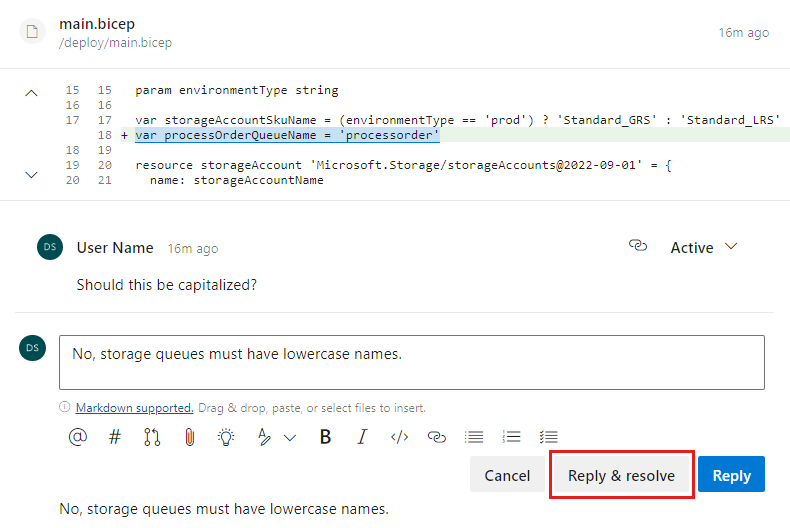 main.bicep
/deploy/main.bicep
16m ago
15 15 param environmentType string
16 16
17 17 var storageAccountSkuName = (environmentType == 'prod') ? 'Standard_GRS' : 'Standard_LRS'
18 + var processOrderQueueName = 'processorder'
18 19
19 20 resource storageAccount 'Microsoft.Storage/storageAccounts@2022-09-01' = {
20 21 name: storageAccountName
DS User Name 16m ago Active
Should this be capitalized?
DS No, storage queues must have lowercase names.
Markdown supported. Drag & drop, paste, or select files to insert.
@ # B I </>
Cancel Reply & resolve Reply
No, storage queues must have lowercase names.